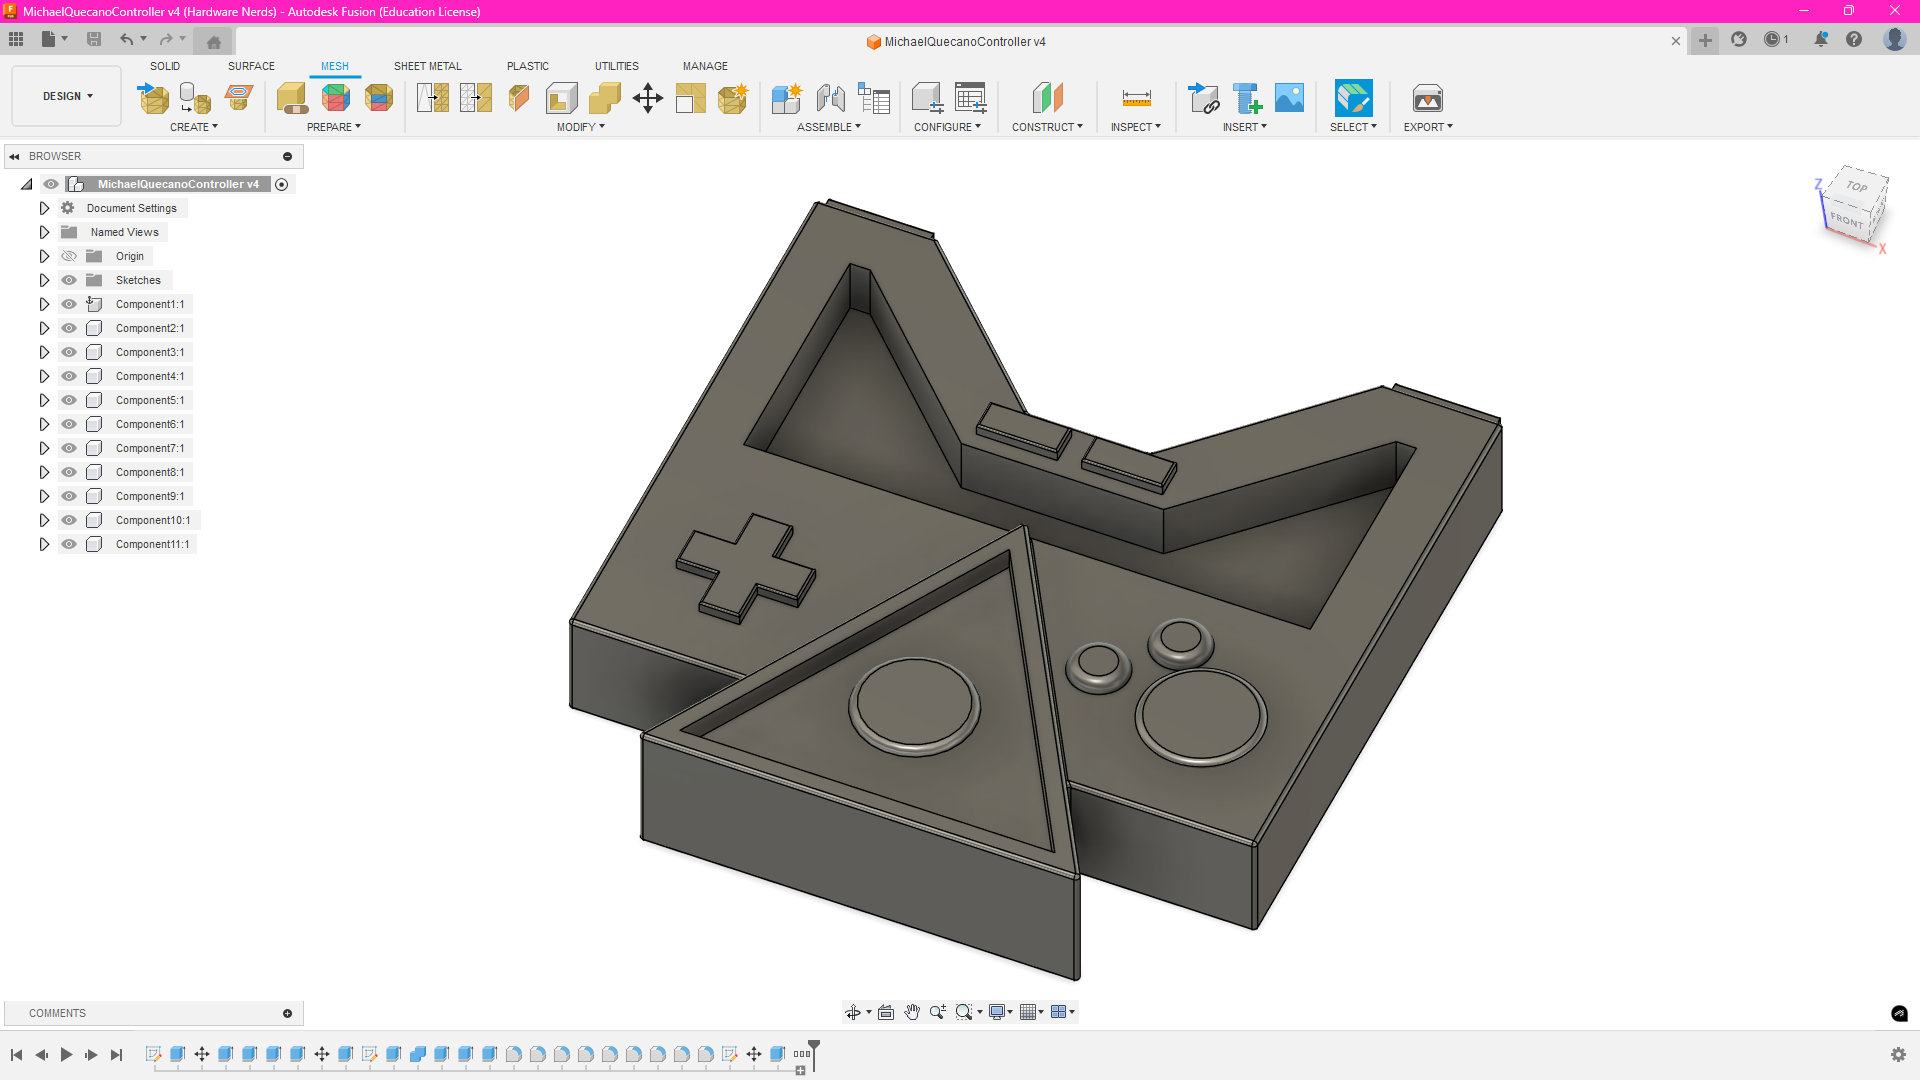 MichaelQuecanoController v4 (Hardware Nerds) - Autodesk Fusion (Education License)
MichaelQuecanoController v4
1
SOLID SURFACE MESH SHEET METAL PLASTIC UTILITIES MANAGE
DESIGN
CREATE PREPARE MODIFY ASSEMBLE CONFIGURE CONSTRUCT INSPECT INSERT SELECT EXPORT
BROWSER
MichaelQuecanoController v4
Document Settings
Named Views
Origin
Sketches
Component1:1
Component2:1
Component3:1
Component4:1
Component5:1
Component6:1
Component7:1
Component8:1
Component9:1
Component10:1
Component11:1
Z
TOP
FRONT
X
COMMENTS